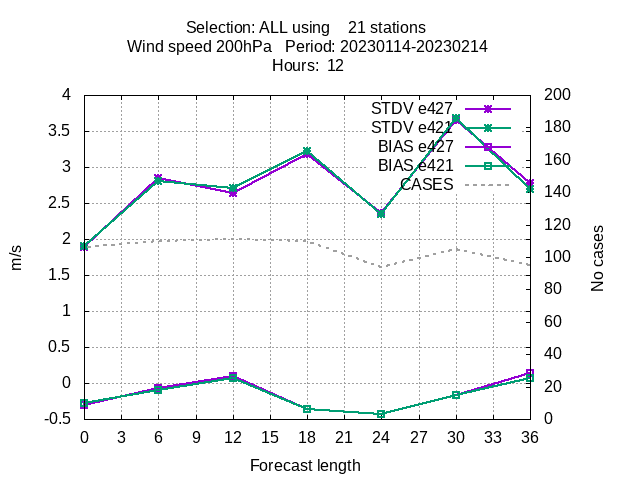 Selection: ALL using    21 stations
Wind speed 200hPa   Period: 20230114-20230214
Hours:  12
4
3.5
3
2.5
2
1.5
1
0.5
0
-0.5
m/s
STDV e427
STDV e421
BIAS e427
BIAS e421
CASES
200
180
160
140
120
100
80
60
40
20
0
No cases
0 3 6 9 12 15 18 21 24 27 30 33 36
Forecast length